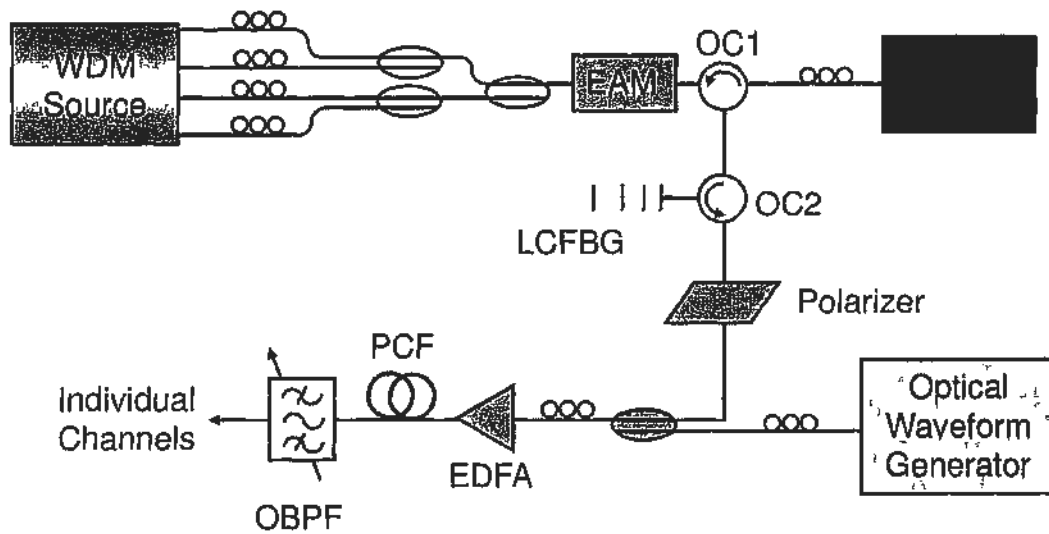 WDM
Source
EAM
OC1
OC2
LCFBG
Polarizer
PCF
Individual
Channels
OBPF
EDFA
Optical
Waveform
Generator